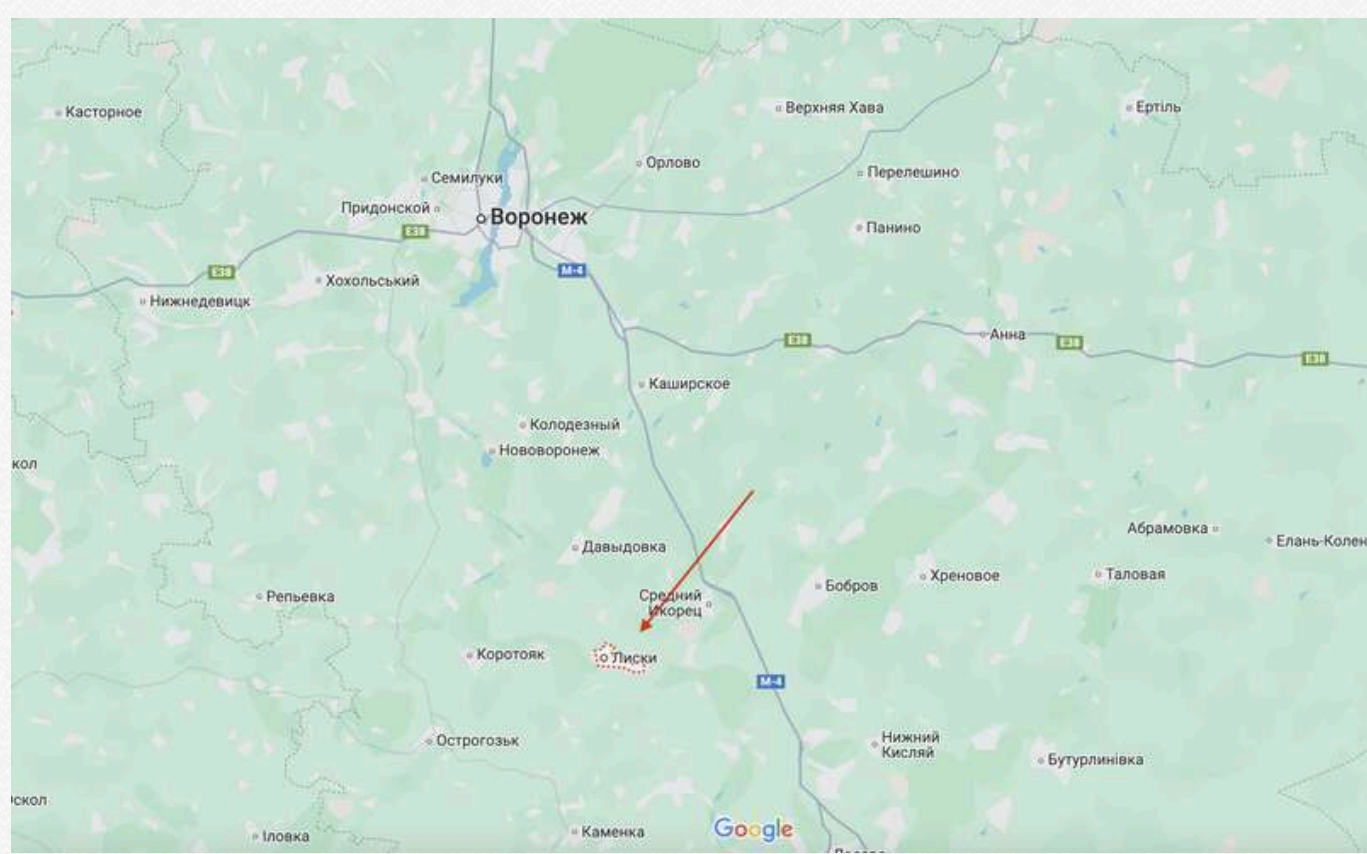 Касторное
Верхняя Хава
Ертіль
Орлово
Семилуки
Перелешино
Придонской
Воронеж
Панино
E38
E38
M-4
Хохольський
Нижнедевицк
Анна
E38
E38
E38
Каширское
Колодезный
Нововоронеж
кол
Абрамовка
Елань-Колен
Давыдовка
Хреновое
Таловая
Бобров
Репьевка
Средний
Икорец
Коротояк
Лиски
M-4
Острогозьк
Нижний
Кисляй
Бутурлинівка
оскол
Іловка
Каменка
Google